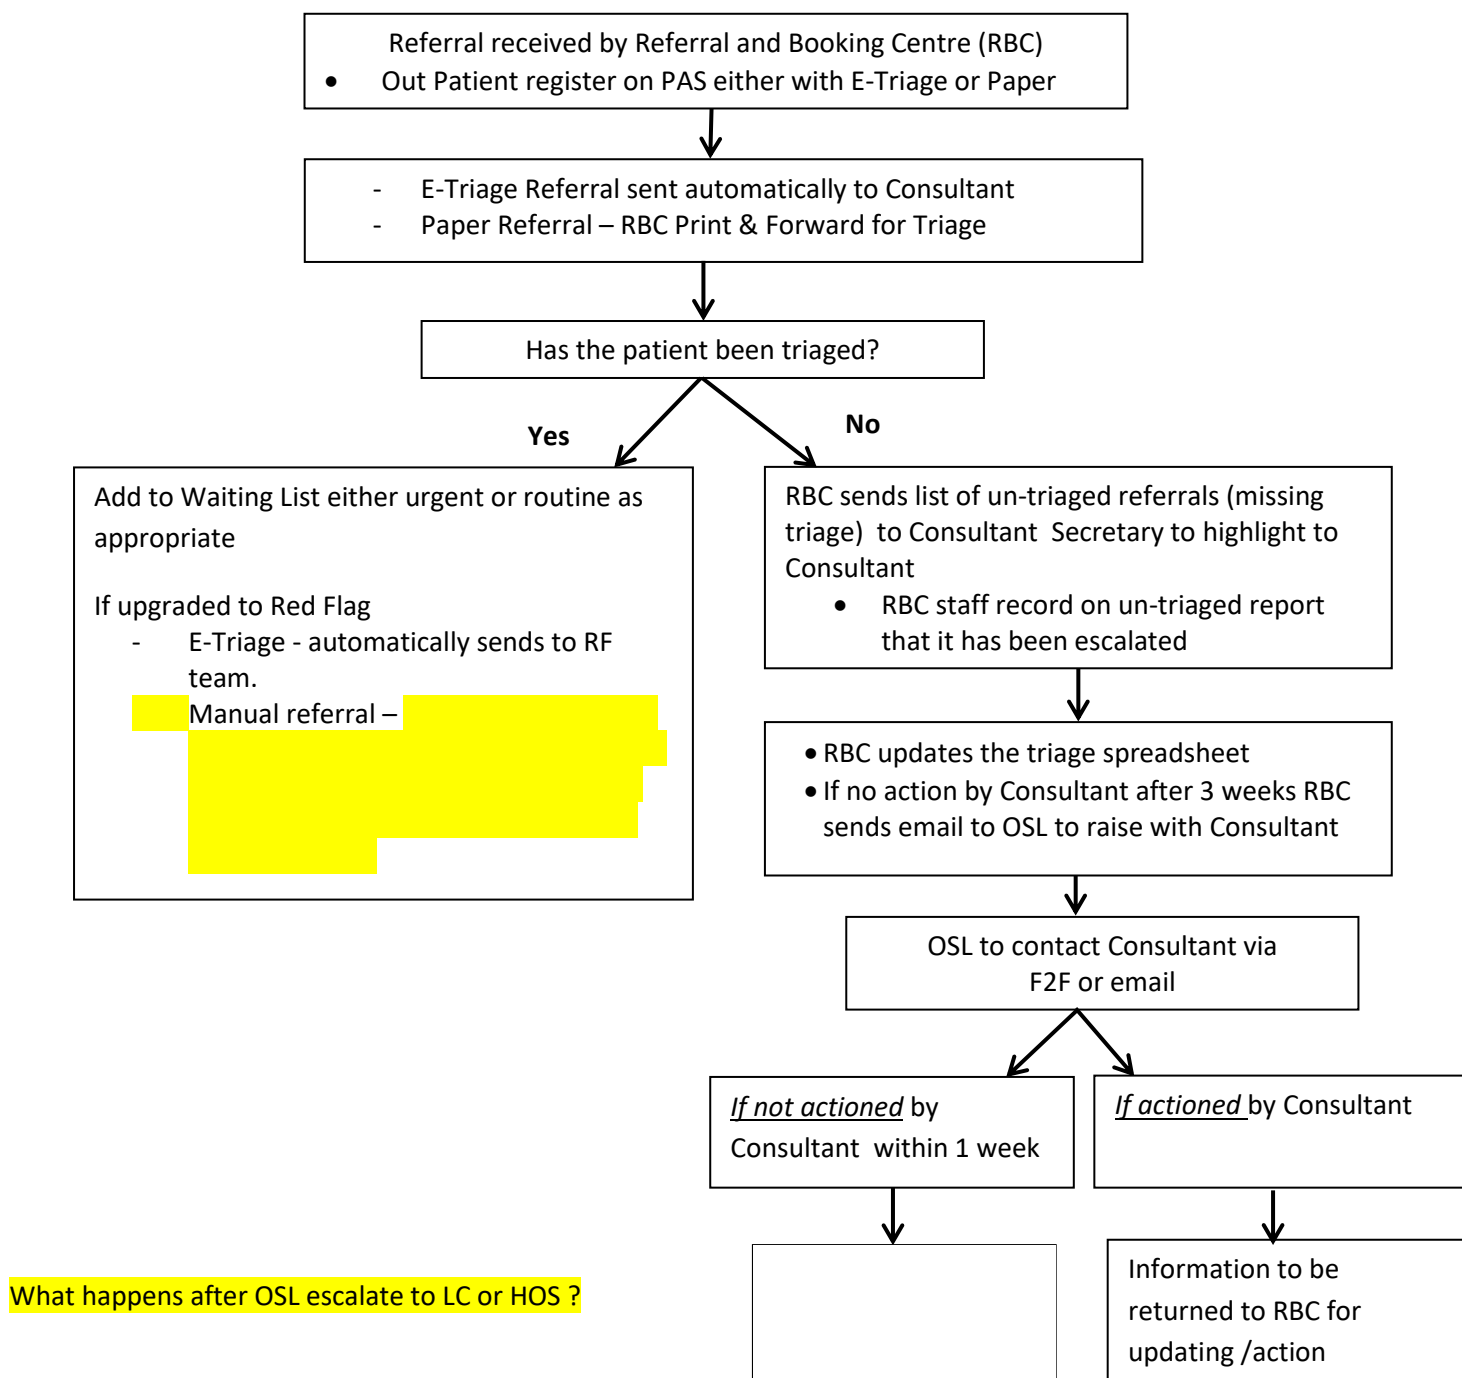 Referral received by Referral and Booking Centre (RBC)
• Out Patient register on PAS either with E-Triage or Paper
- E-Triage Referral sent automatically to Consultant
- Paper Referral – RBC Print & Forward for Triage
Has the patient been triaged?
Yes
No
Add to Waiting List either urgent or routine as
appropriate
If upgraded to Red Flag
- E-Triage - automatically sends to RF
team.
Manual referral –
RBC sends list of un-triaged referrals (missing
triage) to Consultant Secretary to highlight to
Consultant
• RBC staff record on un-triaged report
that it has been escalated
• RBC updates the triage spreadsheet
• If no action by Consultant after 3 weeks RBC
sends email to OSL to raise with Consultant
OSL to contact Consultant via
F2F or email
If not actioned by
Consultant within 1 week
If actioned by Consultant
Information to be
returned to RBC for
updating /action
What happens after OSL escalate to LC or HOS ?